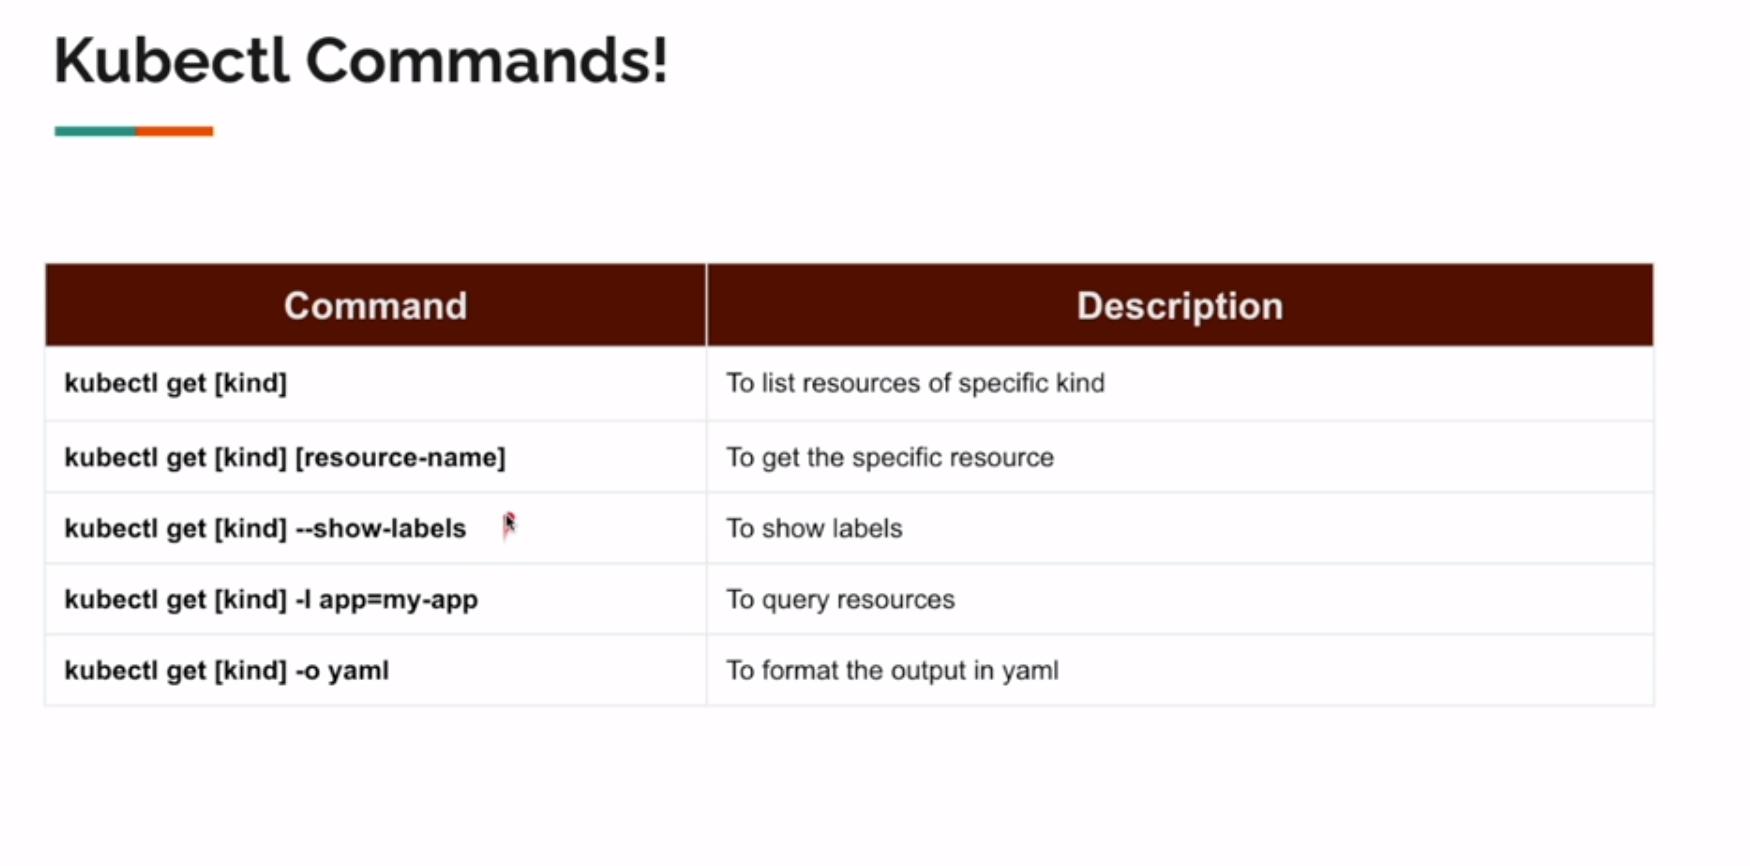 Kubectl Commands!
Command Description
kubectl get [kind] To list resources of specific kind
kubectl get [kind] [resource-name] To get the specific resource
kubectl get [kind] --show-labels To show labels
kubectl get [kind] -l app=my-app To query resources
kubectl get [kind] -o yaml To format the output in yaml